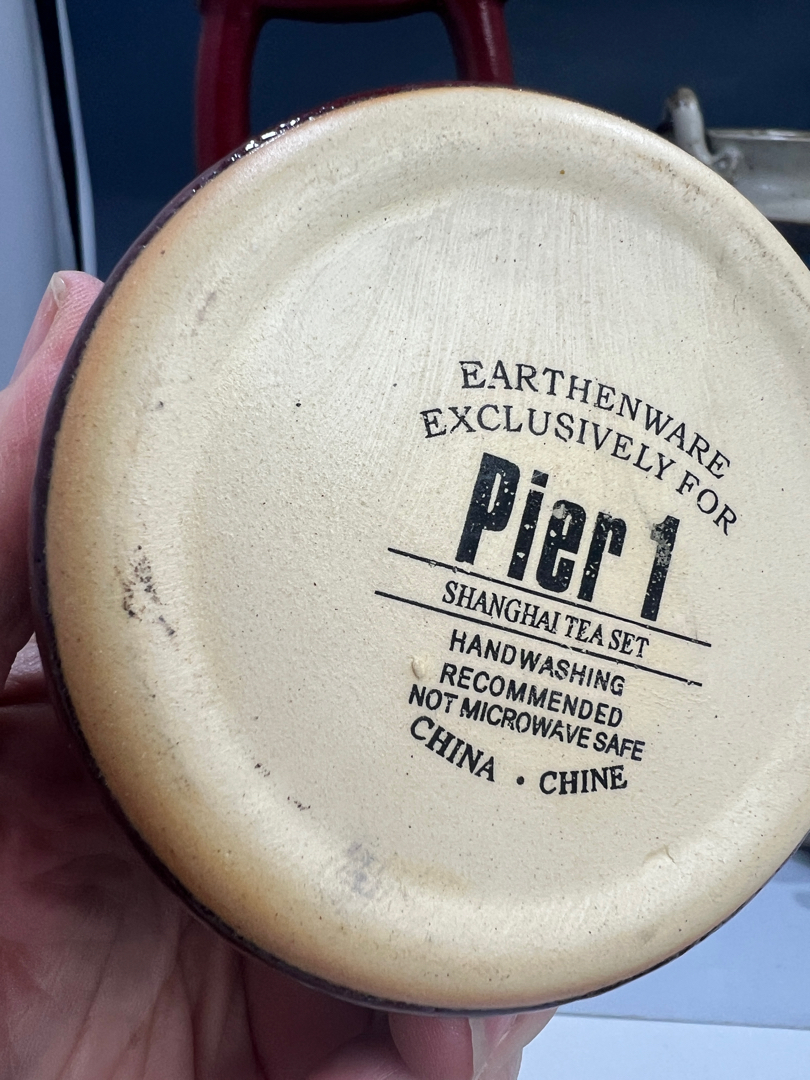 EARTHENWARE
EXCLUSIVELY FOR
Pier 1
SHANGHAI TEA SET
HANDWASHING
RECOMMENDED
NOT MICROWAVE SAFE
CHINA • CHINE